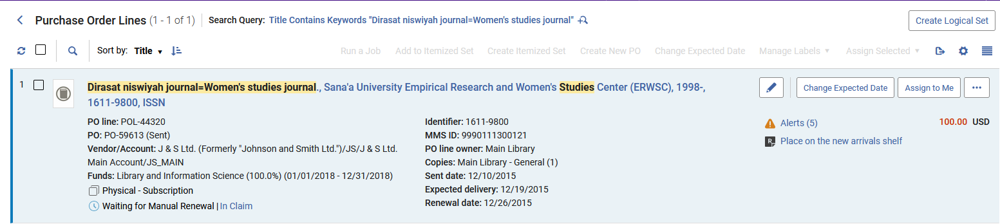 Purchase Order Lines (1 - 1 of 1) Search Query: Title Contains Keywords "Dirasat niswiyah journal=Women's studies journal" Create Logical Set
Sort by: Title Run a Job Add to Itemized Set Create Itemized Set Create New PO Change Expected Date Manage Labels Assign Selected
1 Dirasat niswiyah journal=Women's studies journal., Sana'a University Empirical Research and Women's Studies Center (ERWSC), 1998-, Change Expected Date Assign to Me
1611-9800, ISSN
PO line: POL-44320 Identifier: 1611-9800 Alerts (5) 100.00 USD
PO: PO-59613 (Sent) MMS ID: 9990111300121 R Place on the new arrivals shelf
Vendor/Account: J & S Ltd. (Formerly "Johnson and Smith Ltd.")/JS/J & S Ltd. PO line owner: Main Library
Main Account/JS_MAIN Copies: Main Library - General (1)
Funds: Library and Information Science (100.0%) (01/01/2018 - 12/31/2018) Sent date: 12/10/2015
Physical - Subscription Expected delivery: 12/19/2015
Waiting for Manual Renewal | In Claim Renewal date: 12/26/2015